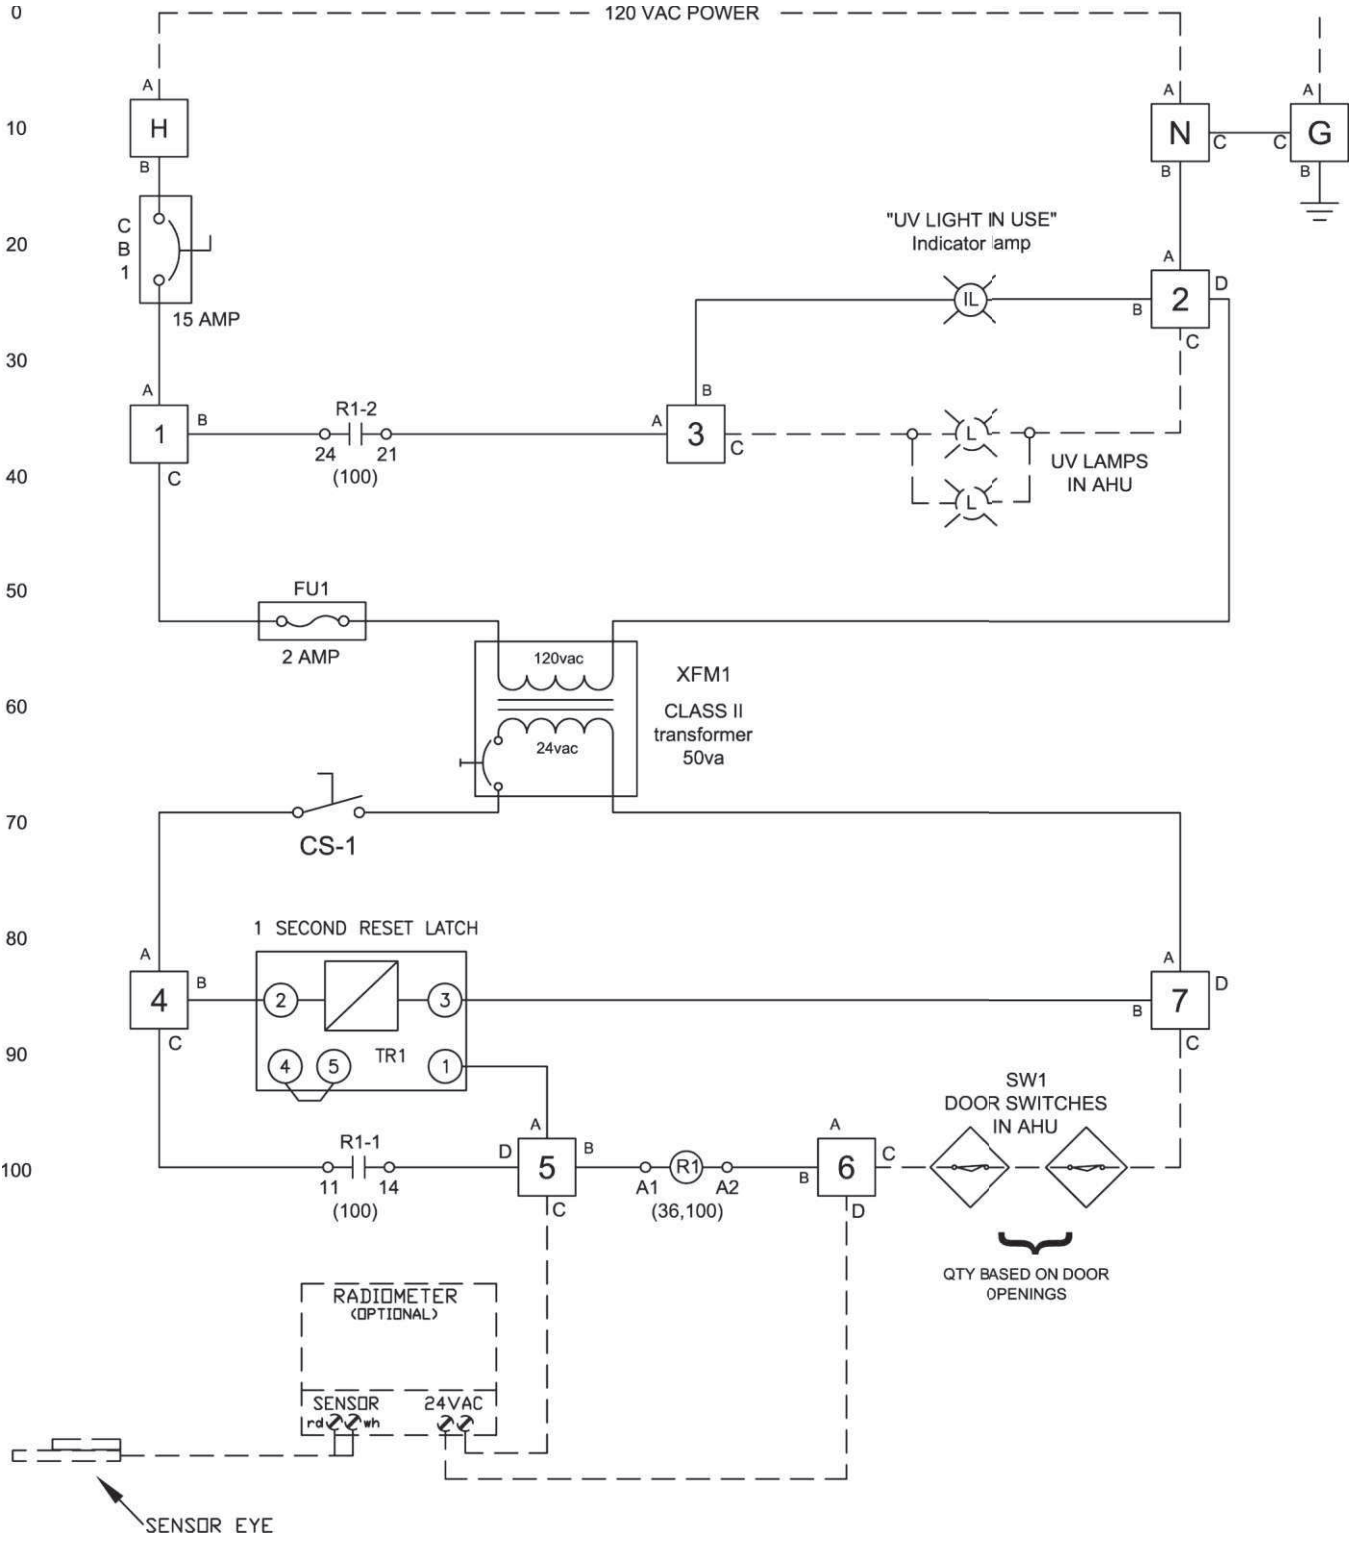 0
120 VAC POWER
A
A
A
10
H
N
C
C
G
B
B
B
C
B
1
"UV LIGHT IN USE"
Indicator lamp
20
A
D
IL
2
B
15 AMP
C
30
A
B
R1-2
B
A
1
3
L
24
21
C
UV LAMPS
IN AHU
(100)
40
C
L
50
FU1
2 AMP
120vac
XFM1
60
CLASS II
transformer
50va
24vac
70
CS-1
80
1 SECOND RESET LATCH
A
A
B
D
4
2
3
7
B
C
C
90
TR1
4
5
1
SW1
DOOR SWITCHES
IN AHU
A
A
R1-1
D
B
C
100
5
R1
6
B
11
14
A1
A2
(100)
C
(36,100)
D
QTY BASED ON DOOR
OPENINGS
RADIOMETER
(OPTIONAL)
SENSOR
24VAC
rd
wh
SENSOR EYE